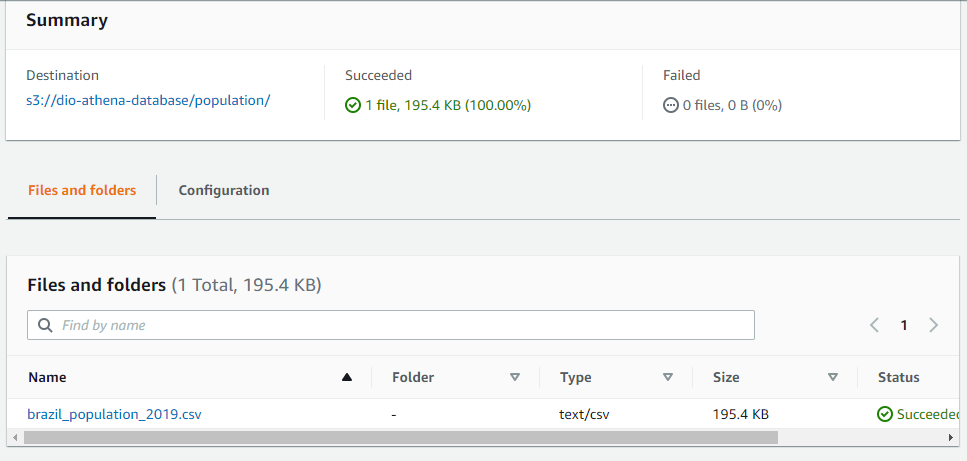 Summary
Destination Succeeded Failed
s3://dio-athena-database/population/ 1 file, 195.4 KB (100.00%) 0 files, 0 B (0%)
Files and folders Configuration
Files and folders (1 Total, 195.4 KB)
Find by name 1
Name Folder Type Size Status
brazil_population_2019.csv - text/csv 195.4 KB Succeeded